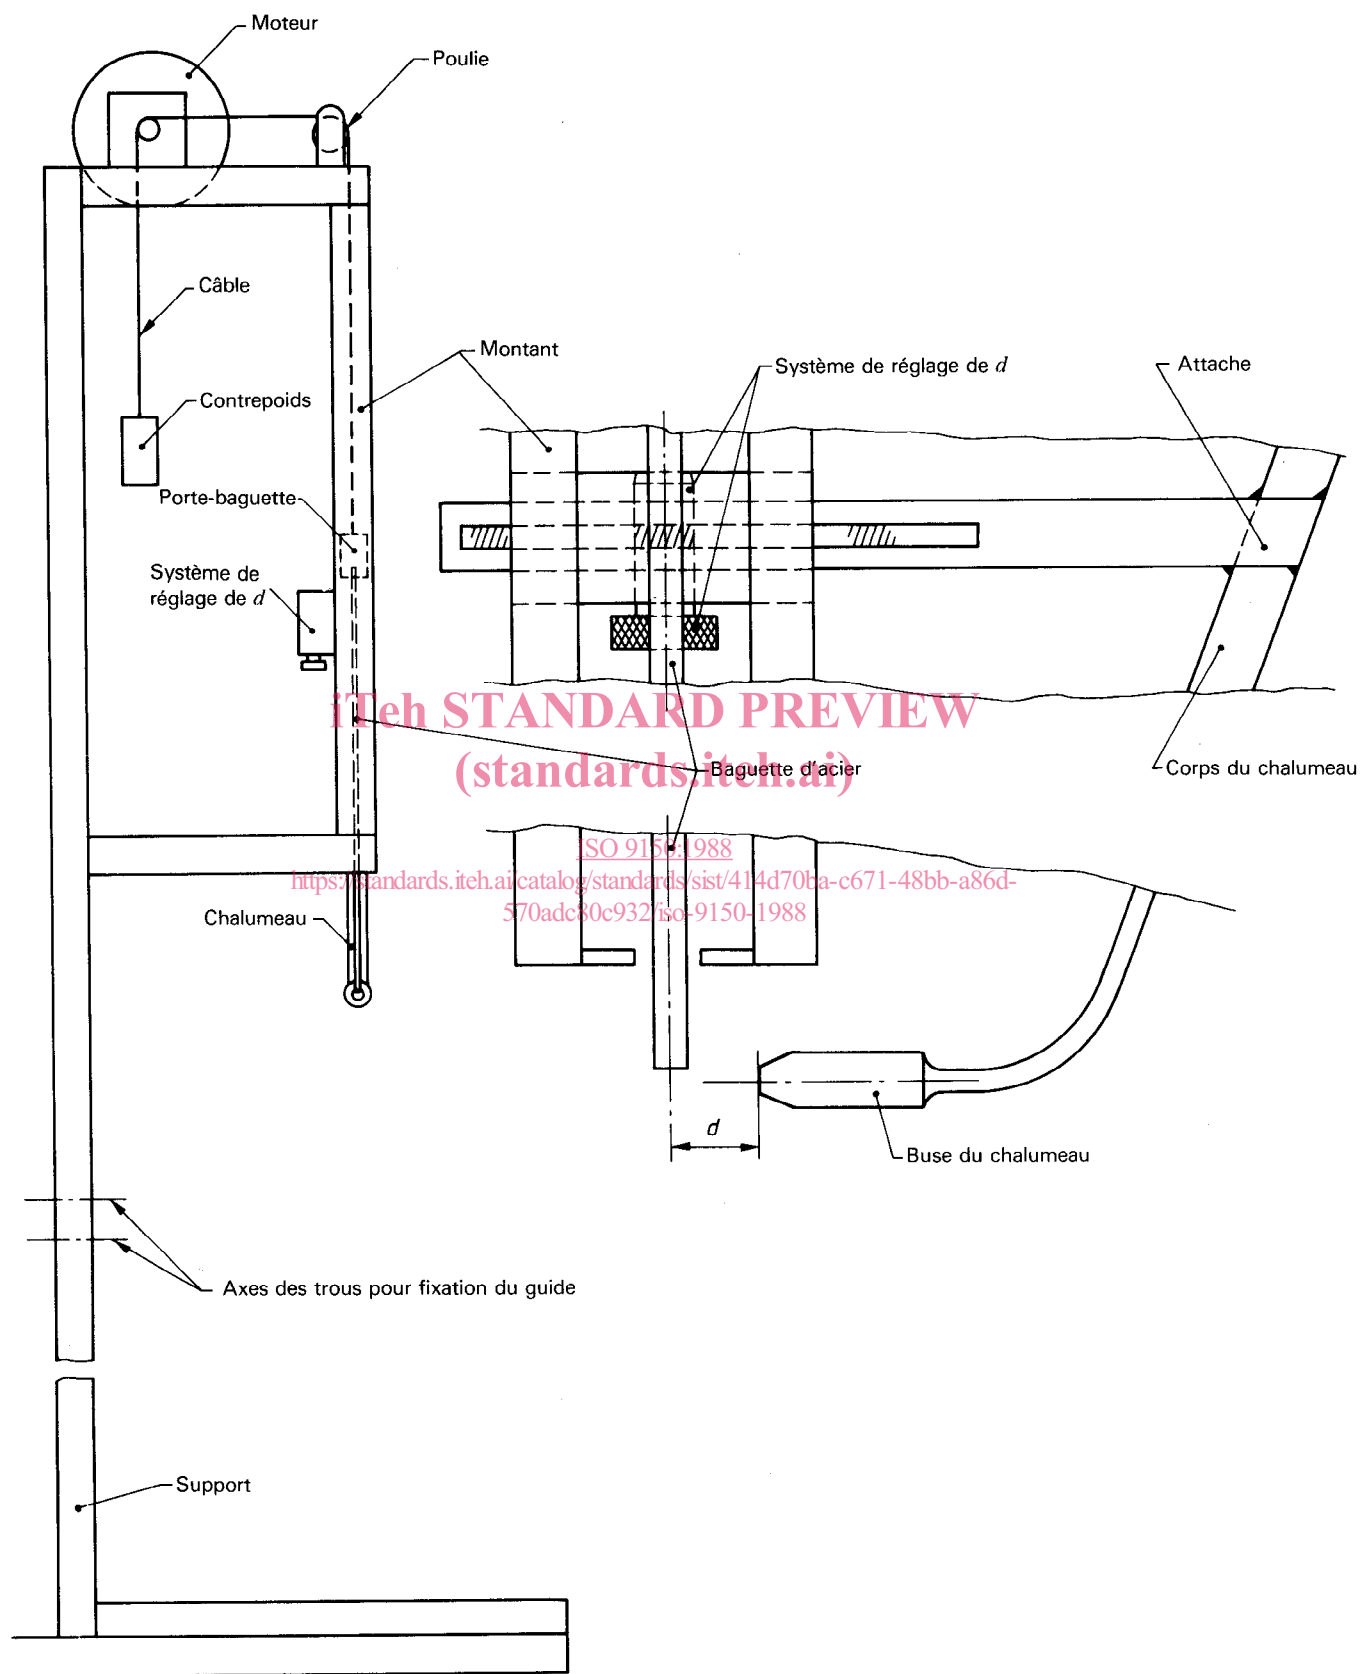 Moteur
Poulie
Câble
Montant
Système de réglage de d
Attache
Contrepoids
Porte-baguette
Système de
réglage de d
iTeh STANDARD PREVIEW
(standards.iteh.ai)
Baguette d'acier
Corps du chalumeau
ISO 9150:1988
https://standards.iteh.ai/catalog/standards/sist/414d70ba-c671-48bb-a86d-
570adc80c932/iso-9150-1988
Chalumeau
d
Buse du chalumeau
Axes des trous pour fixation du guide
Support